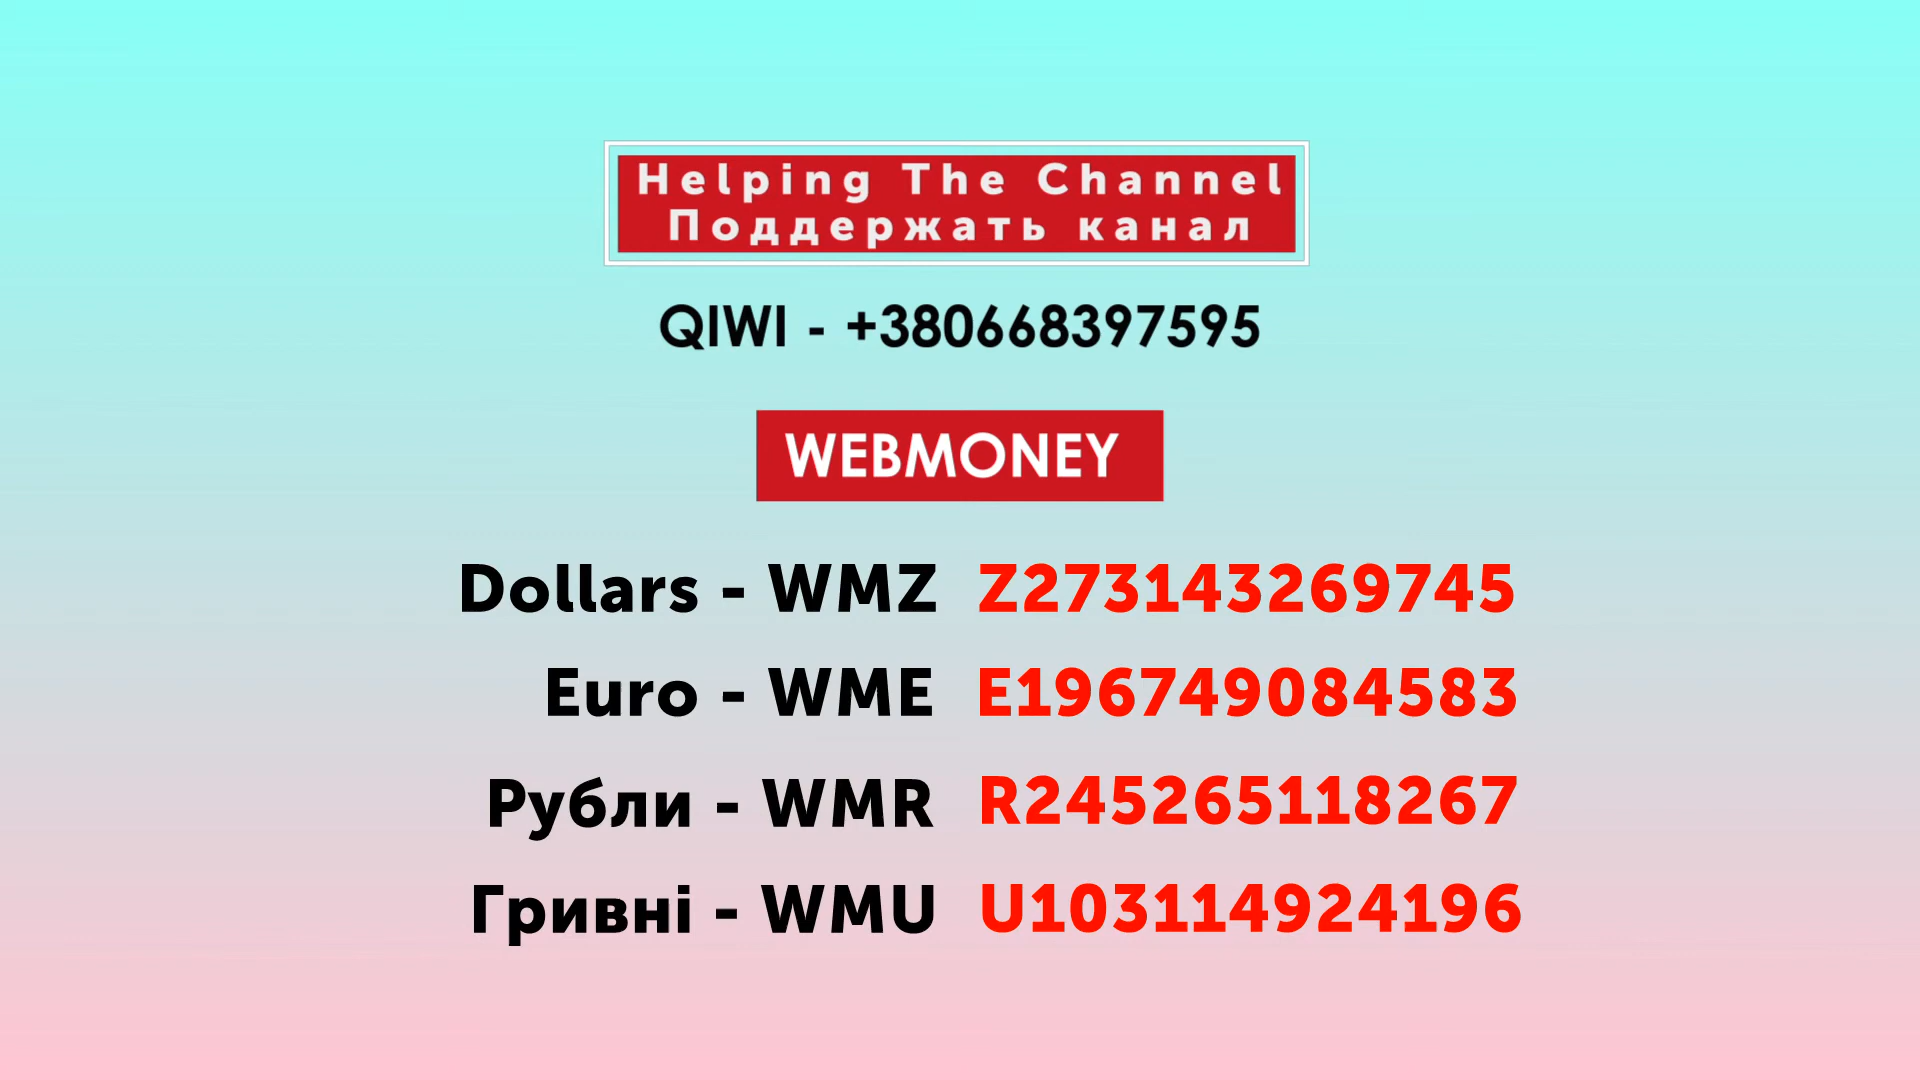 Helping The Channel
Поддержать канал
QIWI - +380668397595
WEBMONEY
Dollars - WMZ Z273143269745
Euro - WME E196749084583
Рубли - WMR R245265118267
Гривні - WMU U103114924196